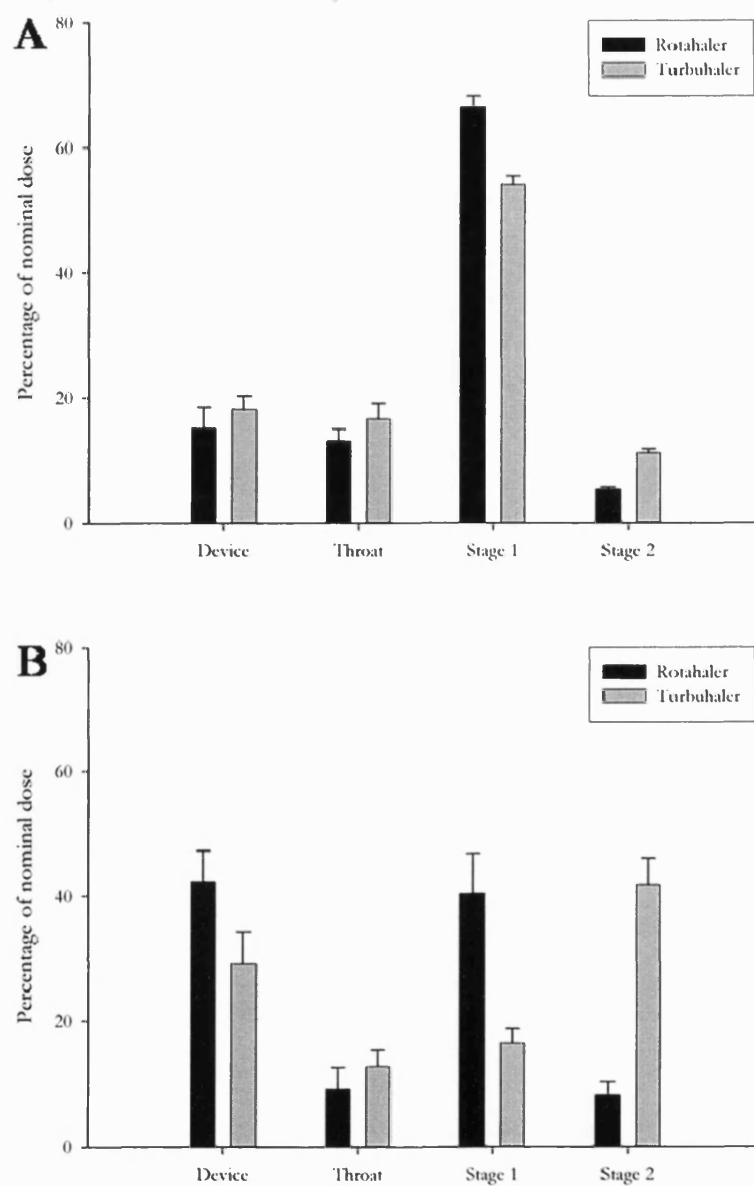 A
80
60
40
20
0
Percentage of nominal dose
Rotahaler
Turbuhaler
Device Throat Stage 1 Stage 2
B
80
60
40
20
0
Percentage of nominal dose
Rotahaler
Turbuhaler
Device Throat Stage 1 Stage 2